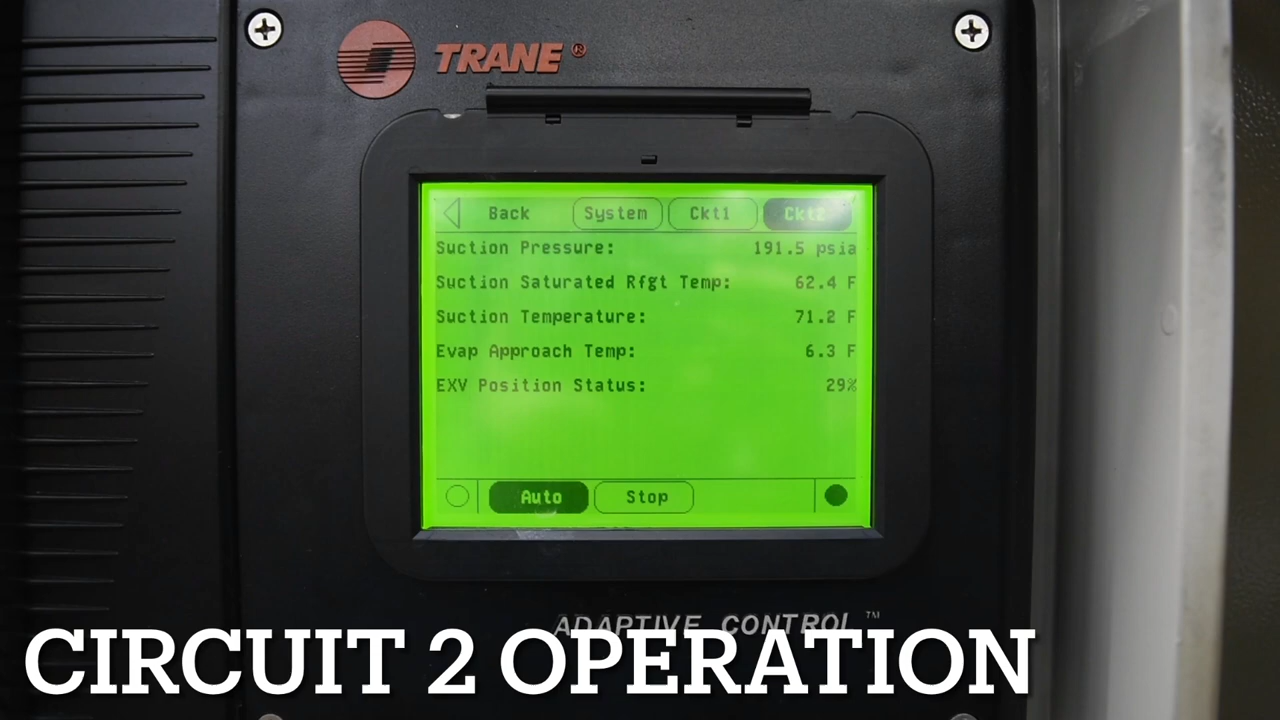 TRANE ®
Back System Ckt1 Ckt2
Suction Pressure: 191.5 psia
Suction Saturated Rfgt Temp: 62.4 F
Suction Temperature: 71.2 F
Evap Approach Temp: 6.3 F
EXV Position Status: 29%
Auto Stop
ADAPTIVE CONTROL™
CIRCUIT 2 OPERATION